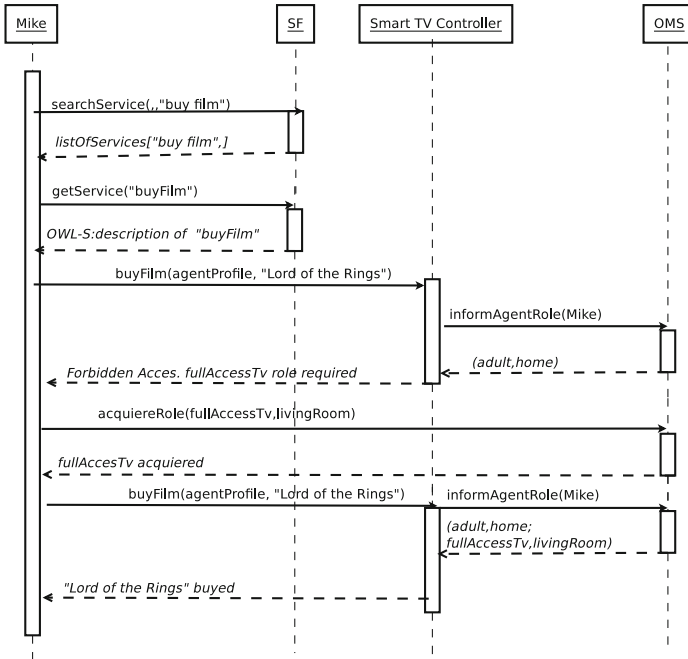 Mike
SF
Smart TV Controller
OMS
searchService(,,"buy film")
listOfServices["buy film",]
getService("buyFilm")
OWL-S:description of "buyFilm"
buyFilm(agentProfile, "Lord of the Rings")
informAgentRole(Mike)
(adult,home)
Forbidden Acces. fullAccessTv role required
acquiereRole(fullAccessTv,livingRoom)
fullAccesTv acquiered
buyFilm(agentProfile, "Lord of the Rings")
informAgentRole(Mike)
(adult,home;
fullAccessTv,livingRoom)
"Lord of the Rings" buyed